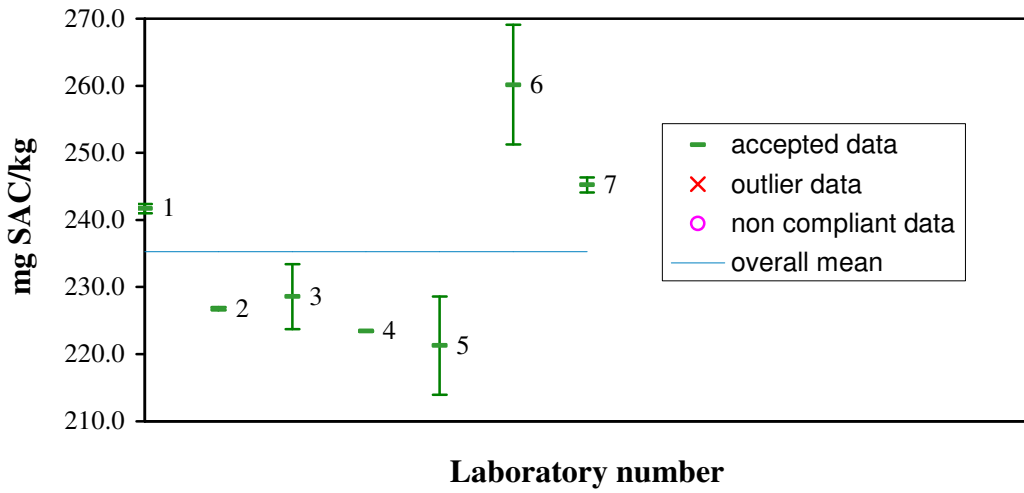 270.0
260.0
250.0
240.0
230.0
220.0
210.0
mg SAC/kg
1
2
3
4
5
6
7
accepted data
outlier data
non compliant data
overall mean
Laboratory number